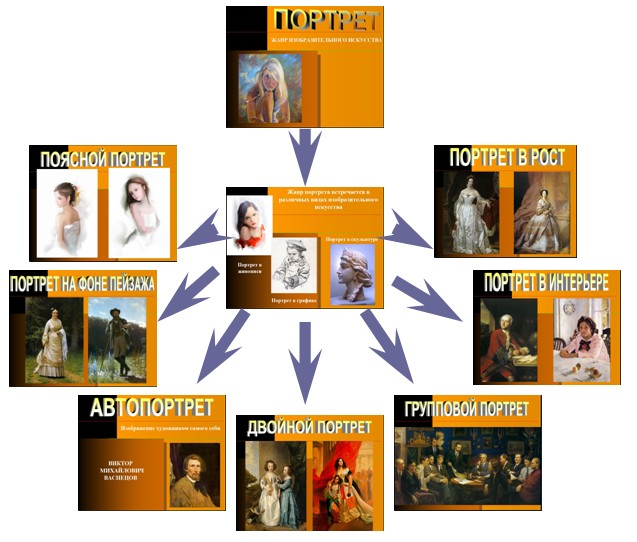 ПОРТРЕТ
ЖАНР ИЗОБРАЗИТЕЛЬНОГО ИСКУССТВА
ПОЯСНОЙ ПОРТРЕТ
ПОРТРЕТ В РОСТ
Жанр портрета встречается в
различных видах изобразительного
искусства
Портрет в скульптуре
Портрет в
живописи
Портрет в графике
ПОРТРЕТ НА ФОНЕ ПЕЙЗАЖА
ПОРТРЕТ В ИНТЕРЬЕРЕ
АВТОПОРТРЕТ
Изображение художником самого себя
ВИКТОР
МИХАЙЛОВИЧ
ВАСНЕЦОВ
ДВОЙНОЙ ПОРТРЕТ
ГРУППОВОЙ ПОРТРЕТ